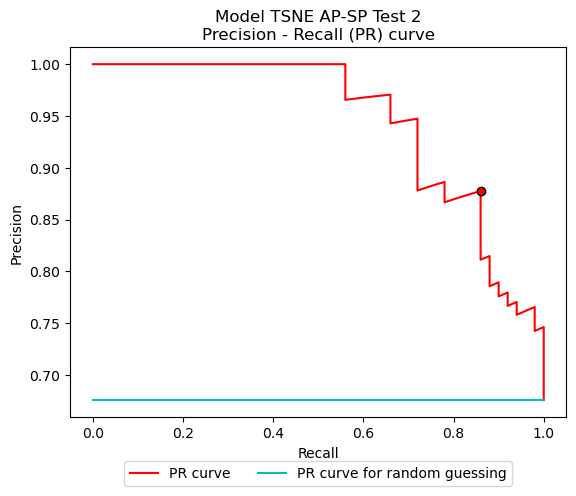 Model TSNE AP-SP Test 2
Precision - Recall (PR) curve
1.00
0.95
0.90
0.85
0.80
0.75
0.70
Precision
0.0 0.2 0.4 0.6 0.8 1.0
Recall
PR curve PR curve for random guessing